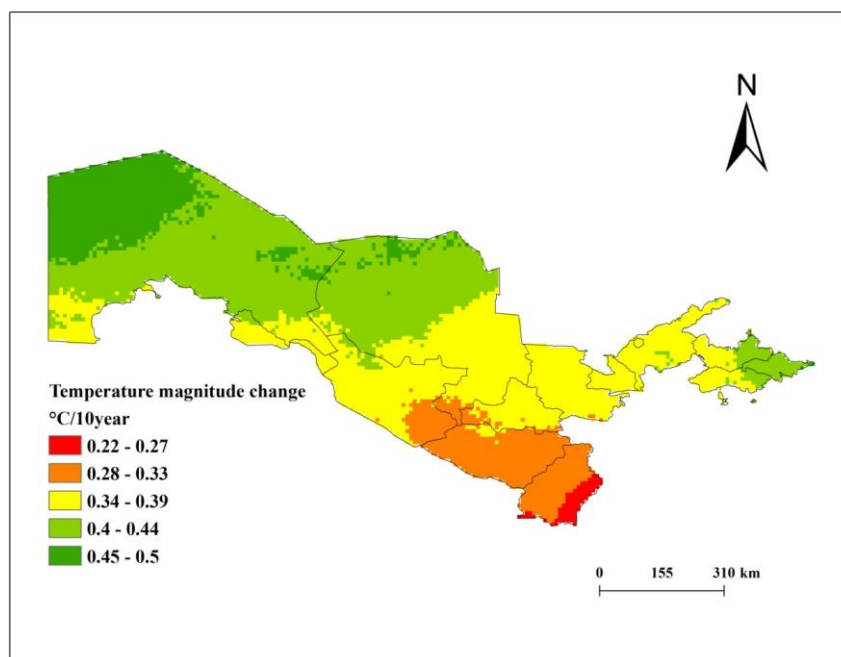 N
Temperature magnitude change
°C/10year
0.22 - 0.27
0.28 - 0.33
0.34 - 0.39
0.4 - 0.44
0.45 - 0.5
0 155 310 km